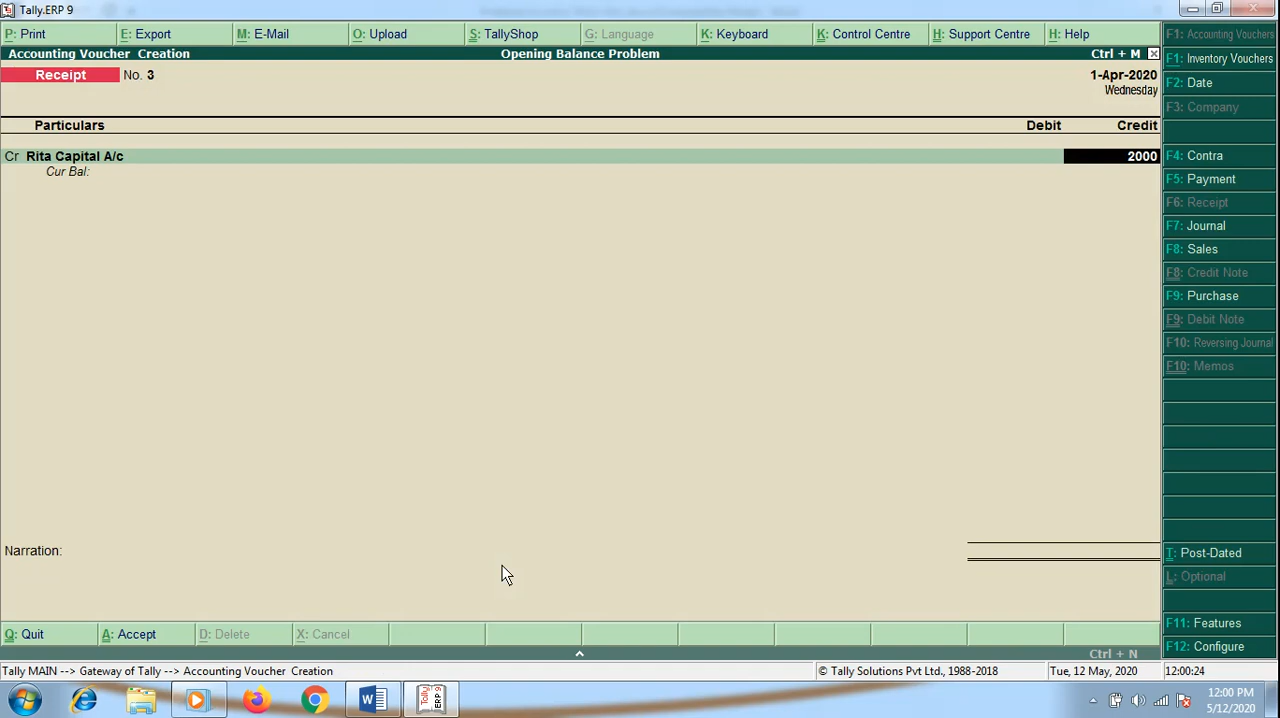 Tally.ERP 9
P: Print
E: Export
M: E-Mail
O: Upload
S: TallyShop
G: Language
K: Keyboard
K: Control Centre
H: Support Centre
H: Help
F1: Accounting Vouchers
Accounting Voucher Creation
Opening Balance Problem
Ctrl + M
F1: Inventory Vouchers
Receipt No. 3
1-Apr-2020
Wednesday
F2: Date
F3: Company
Particulars
Debit
Credit
Cr Rita Capital A/c
2000
Cur Bal:
F4: Contra
F5: Payment
F6: Receipt
F7: Journal
F8: Sales
F8: Credit Note
F9: Purchase
F9: Debit Note
F10: Reversing Journal
F10: Memos
Narration:
T: Post-Dated
L: Optional
F11: Features
F12: Configure
Q: Quit
A: Accept
D: Delete
X: Cancel
Ctrl + N
Tally MAIN --> Gateway of Tally --> Accounting Voucher Creation
© Tally Solutions Pvt Ltd., 1988-2018
Tue, 12 May, 2020
12:00:24
Tally ERP 9
12:00 PM
5/12/2020